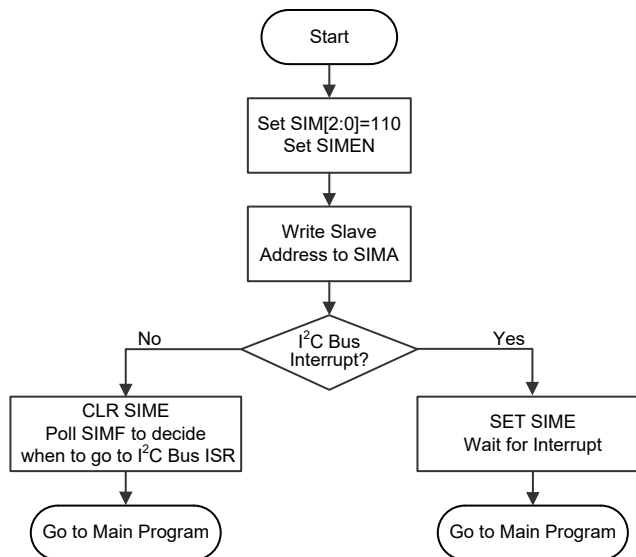 Start
Set SIM[2:0]=110
Set SIMEN
Write Slave
Address to SIMA
I²C Bus
Interrupt?
No
Yes
CLR SIME
Poll SIMF to decide
when to go to I²C Bus ISR
SET SIME
Wait for Interrupt
Go to Main Program
Go to Main Program